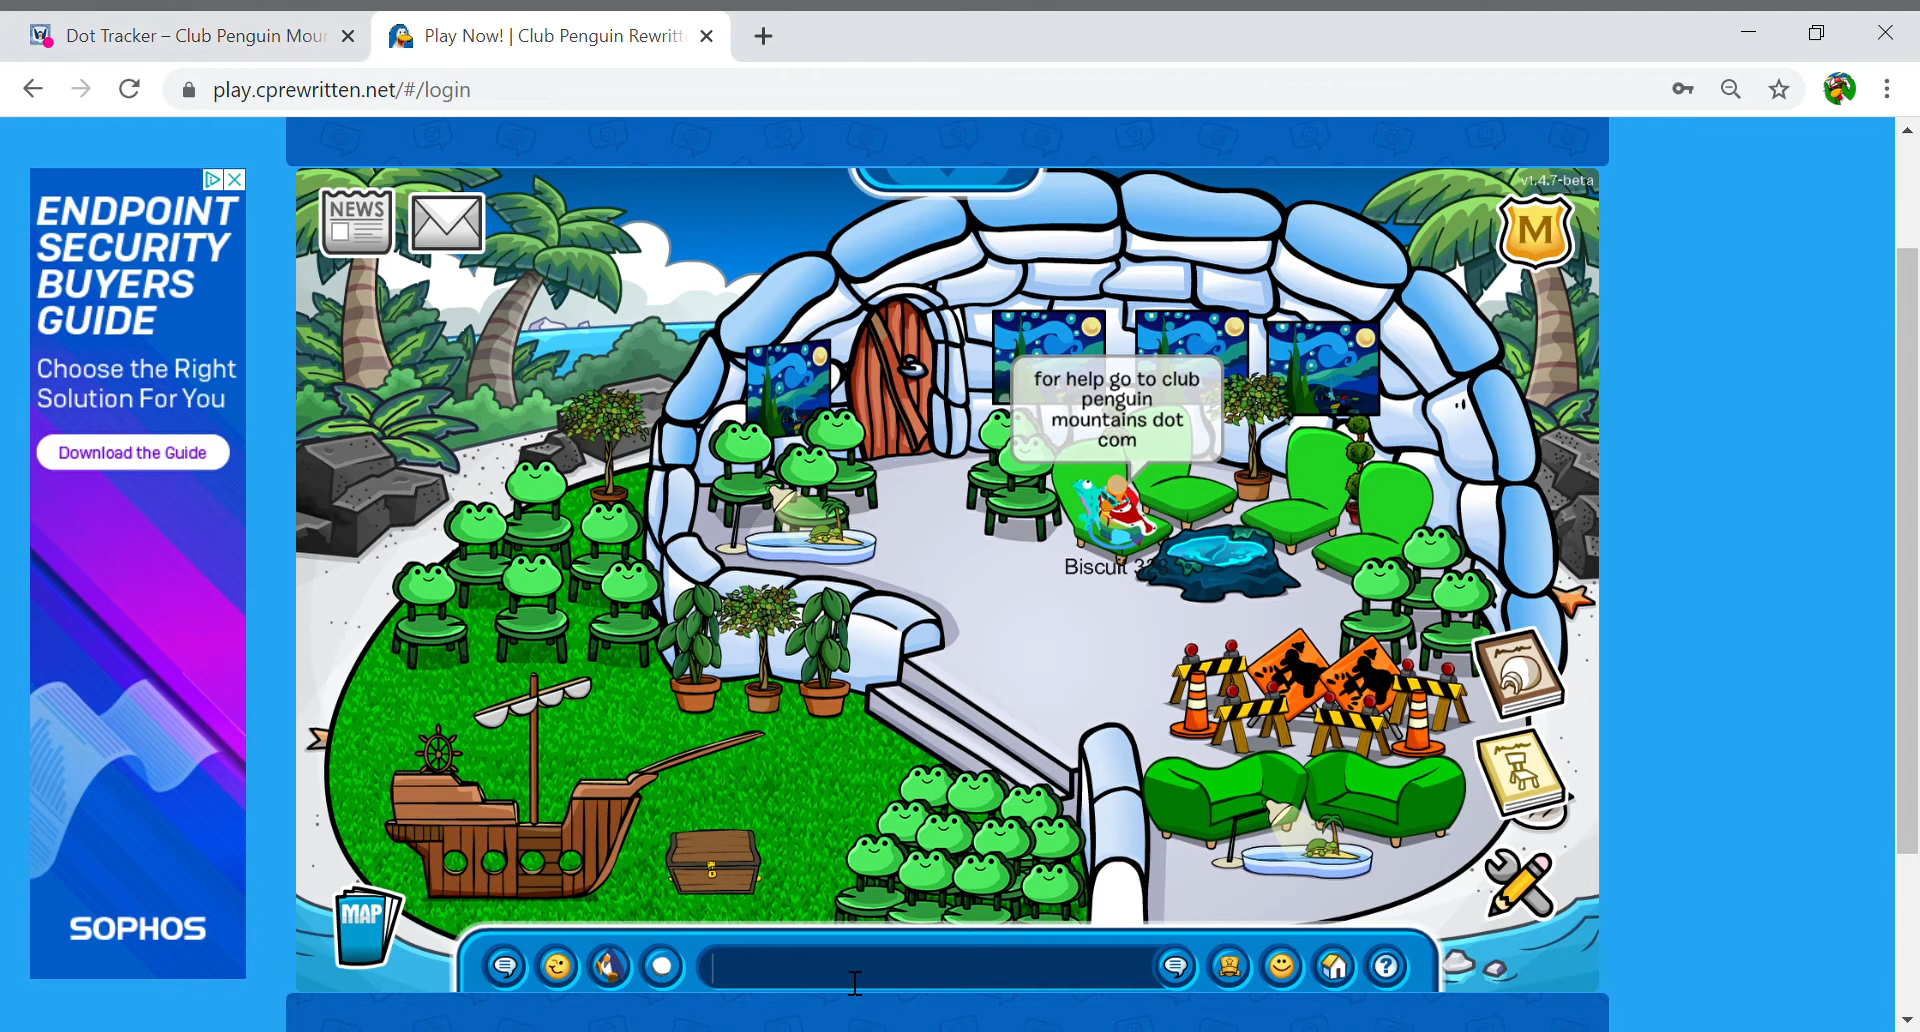 Dot Tracker – Club Penguin Mour
Play Now! | Club Penguin Rewritt
play.cprewritten.net/#/login
ENDPOINT
SECURITY
BUYERS
GUIDE
Choose the Right
Solution For You
Download the Guide
SOPHOS
NEWS
v1.4.7-beta
M
for help go to club
penguin
mountains dot
com
Biscuit 328
MAP
?